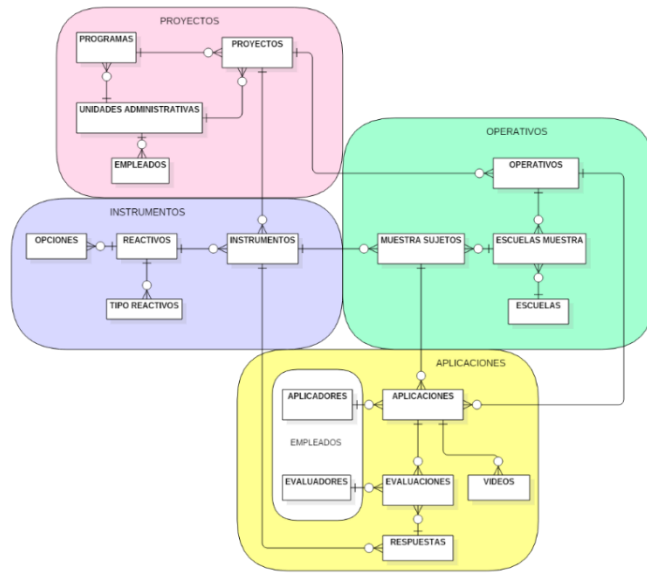 PROYECTOS
PROGRAMAS
PROYECTOS
UNIDADES ADMINISTRATIVAS
EMPLEADOS
OPERATIVOS
OPERATIVOS
INSTRUMENTOS
OPCIONES
REACTIVOS
INSTRUMENTOS
MUESTRA SUJETOS
ESCUELAS MUESTRA
TIPO REACTIVOS
ESCUELAS
APLICACIONES
APLICADORES
APLICACIONES
EMPLEADOS
EVALUADORES
EVALUACIONES
VIDEOS
RESPUESTAS